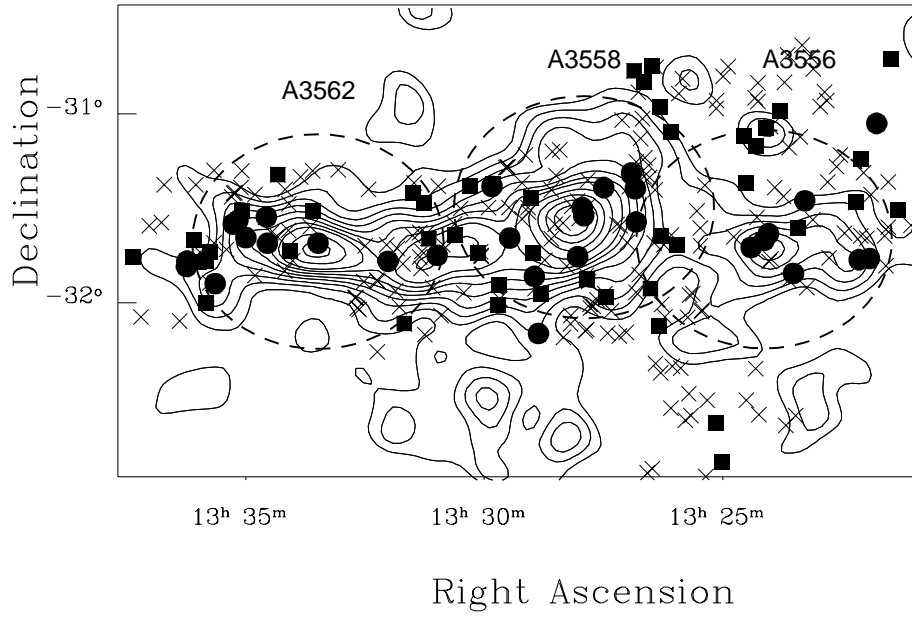 A3558
A3556
A3562
Declination
−31°
−32°
13ʰ 35ᵐ
13ʰ 30ᵐ
13ʰ 25ᵐ
Right Ascension